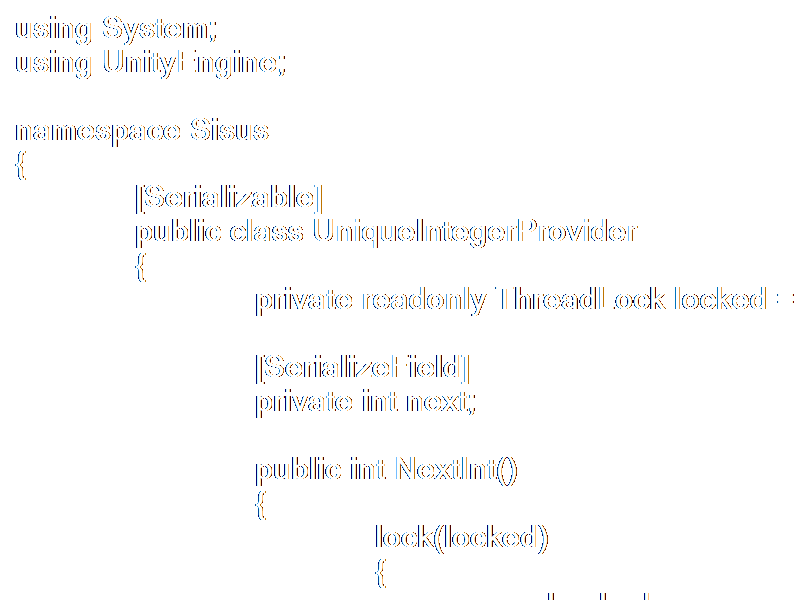 using System;
using UnityEngine;
namespace Sisus
{
[Serializable]
public class UniqueIntegerProvider
{
private readonly ThreadLock locked =
[SerializeField]
private int next;
public int NextInt()
{
lock(locked)
{